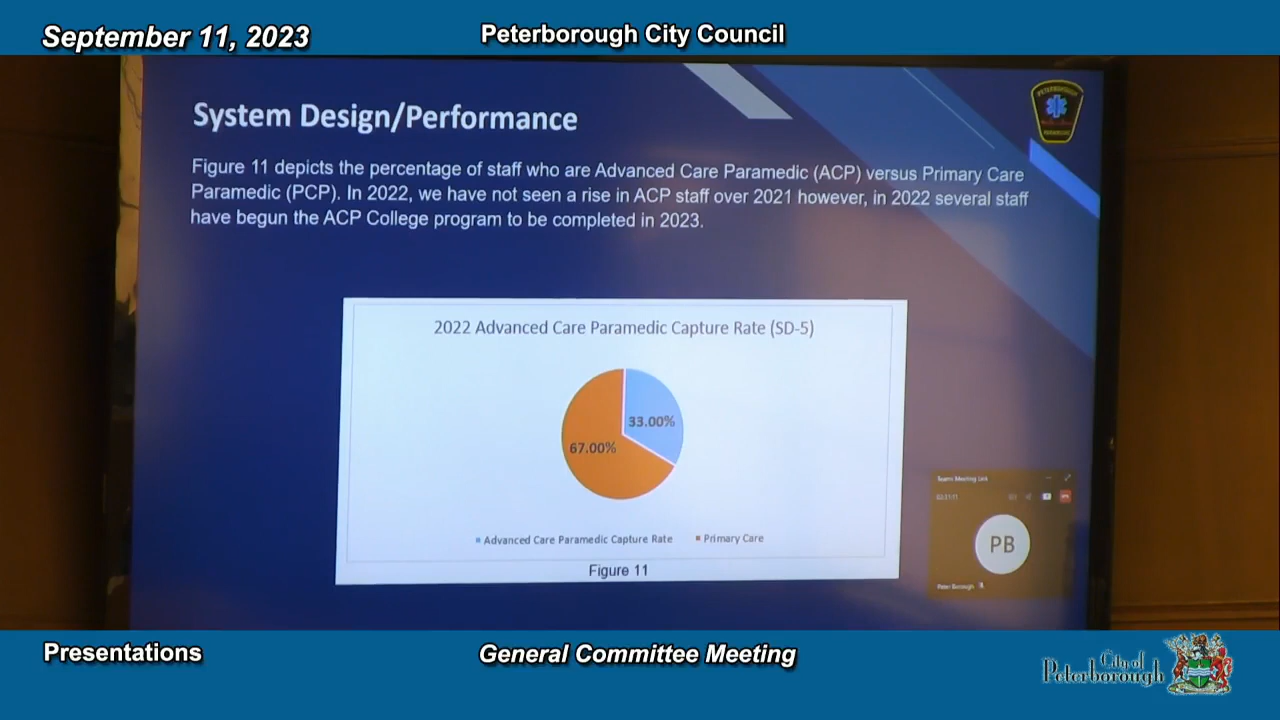 September 11, 2023
Peterborough City Council
System Design/Performance
Figure 11 depicts the percentage of staff who are Advanced Care Paramedic (ACP) versus Primary Care
Paramedic (PCP). In 2022, we have not seen a rise in ACP staff over 2021 however, in 2022 several staff
have begun the ACP College program to be completed in 2023.
2022 Advanced Care Paramedic Capture Rate (SD-5)
33.00%
67.00%
Advanced Care Paramedic Capture Rate
Primary Care
Figure 11
Teams Meeting Link
PB
Peter Borough
Presentations
General Committee Meeting
City of
Peterborough